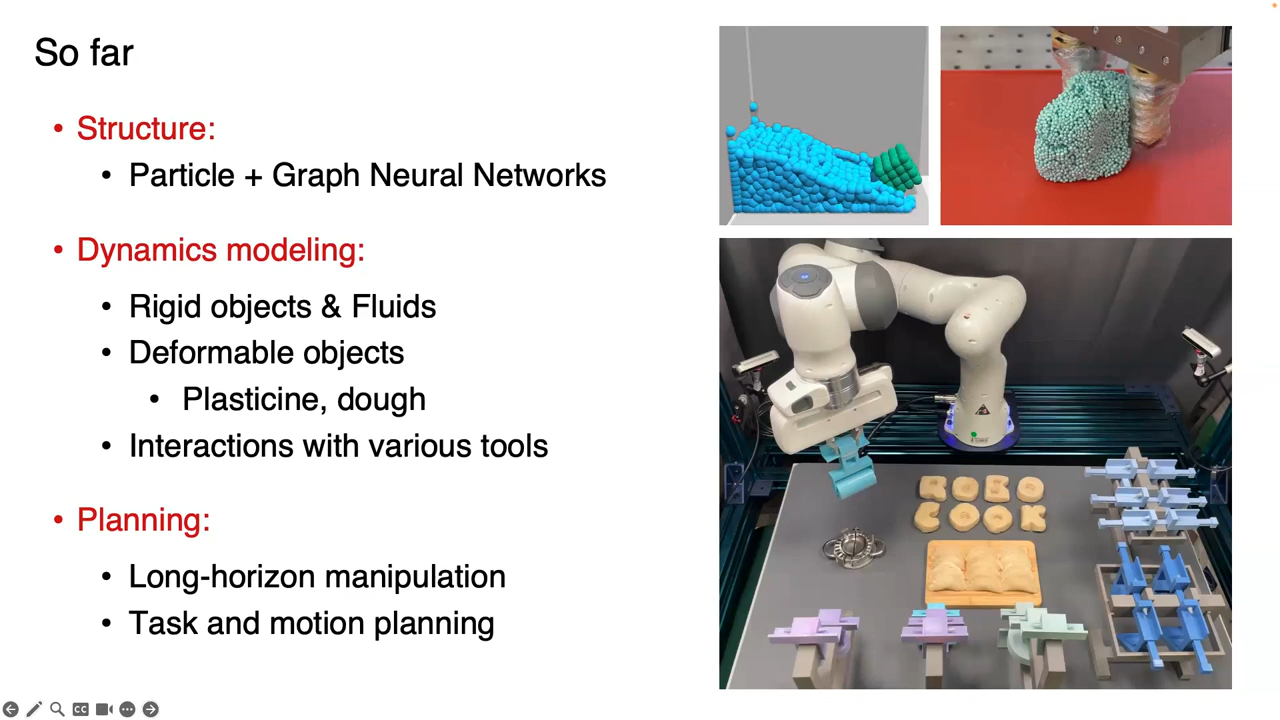 So far
• Structure:
• Particle + Graph Neural Networks
• Dynamics modeling:
• Rigid objects & Fluids
• Deformable objects
• Plasticine, dough
• Interactions with various tools
• Planning:
• Long-horizon manipulation
• Task and motion planning
ROBO
COOK
CC